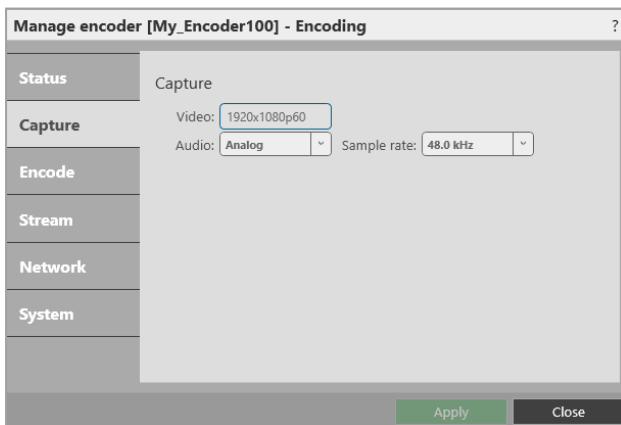 Manage encoder [My_Encoder100] - Encoding ?
Status
Capture
Encode
Stream
Network
System
Capture
Video: 1920x1080p60
Audio: Analog Sample rate: 48.0 kHz
Apply Close